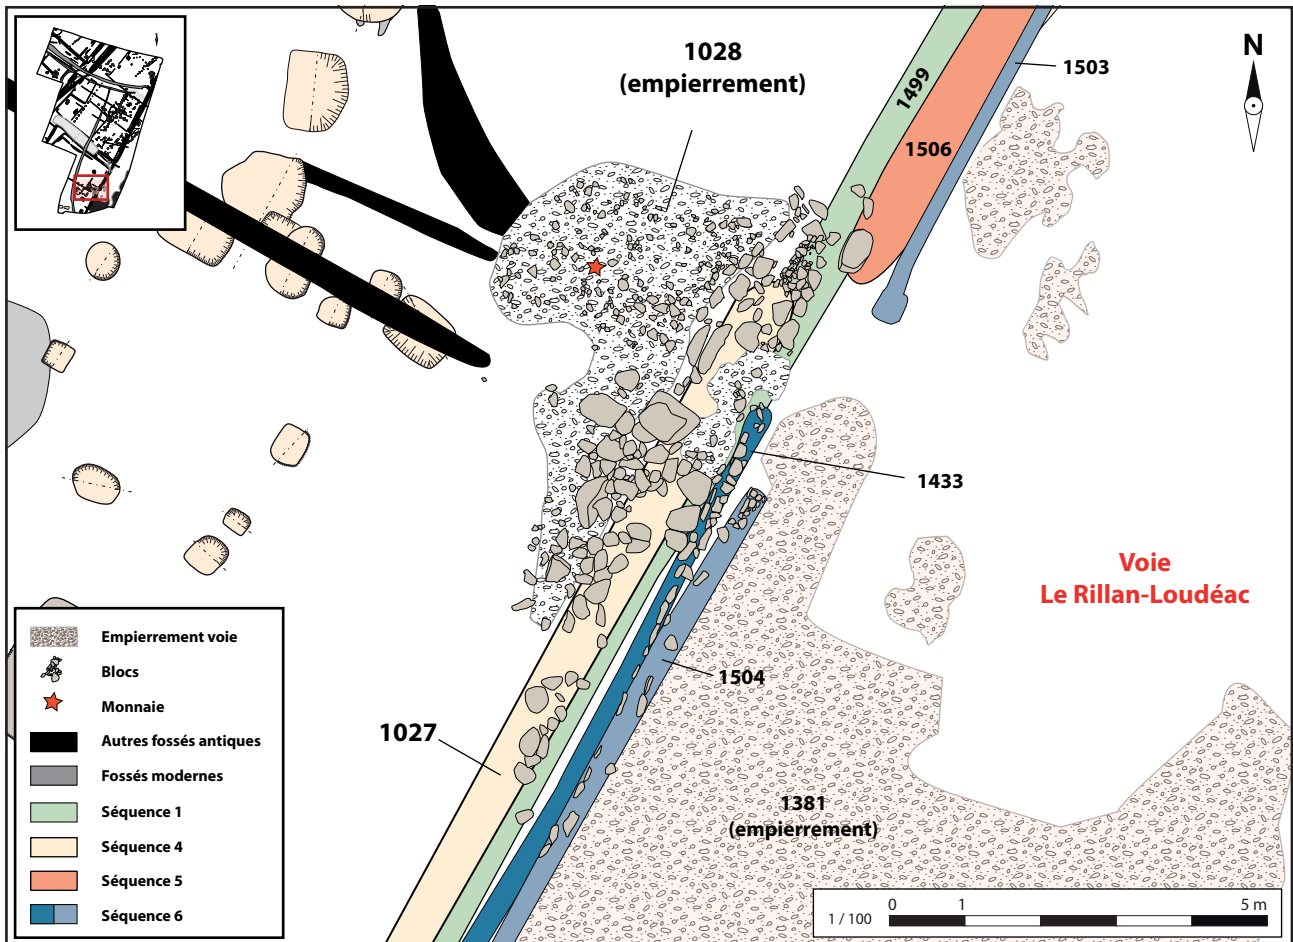 1028
(empierrement)
1499
1503
N
1506
1433
Voie
Le Rillan-Loudéac
1504
1027
1381
(empierrement)
Empierrement voie
Blocs
Monnaie
Autres fossés antiques
Fossés modernes
Séquence 1
Séquence 4
Séquence 5
Séquence 6
0 1 5 m
1 / 100